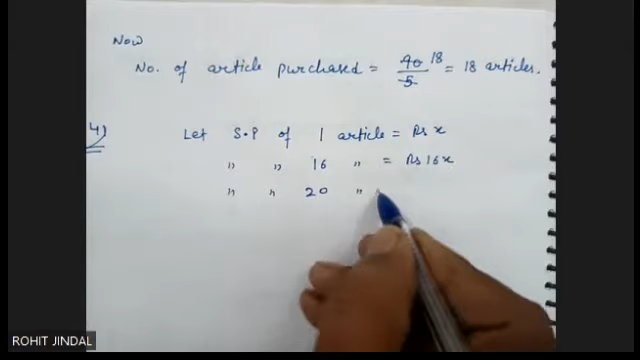 Now
No. of article purchased = 90 18 / 5 = 18 articles.
4) Let S.P of 1 article = Rs x
" " 16 " = Rs 16x
" " 20 "
ROHIT JINDAL